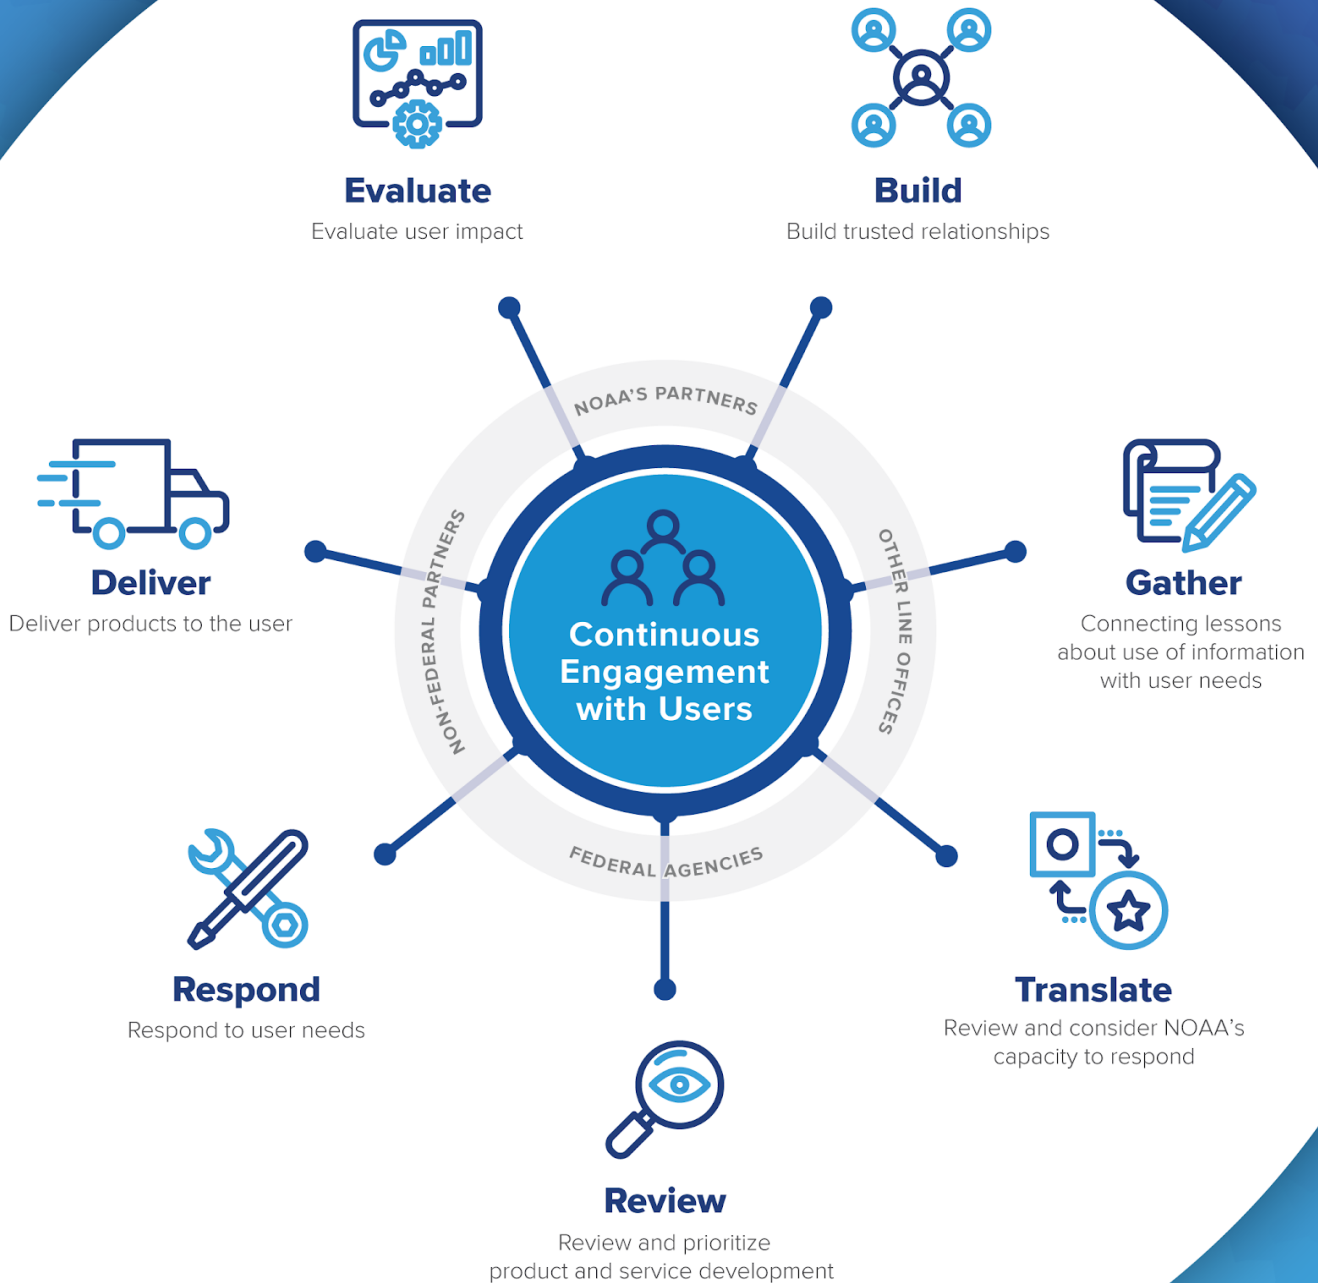 Evaluate
Evaluate user impact
Build
Build trusted relationships
NOAA’S PARTNERS
Deliver
Deliver products to the user
NON-FEDERAL PARTNERS
Continuous
Engagement
with Users
OTHER LINE OFFICES
Gather
Connecting lessons
about use of information
with user needs
FEDERAL AGENCIES
Respond
Respond to user needs
Translate
Review and consider NOAA’s
capacity to respond
Review
Review and prioritize
product and service development